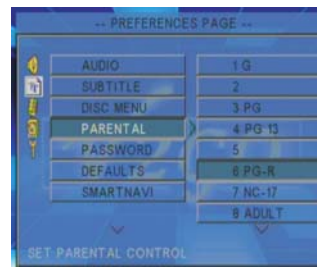 -- PREFERENCES PAGE --
AUDIO
SUBTITLE
DISC MENU
PARENTAL
PASSWORD
DEFAULTS
SMARTNAVI
1 G
2
3 PG
4 PG 13
5
6 PG-R
7 NC-17
8 ADULT
SET PARENTAL CONTROL